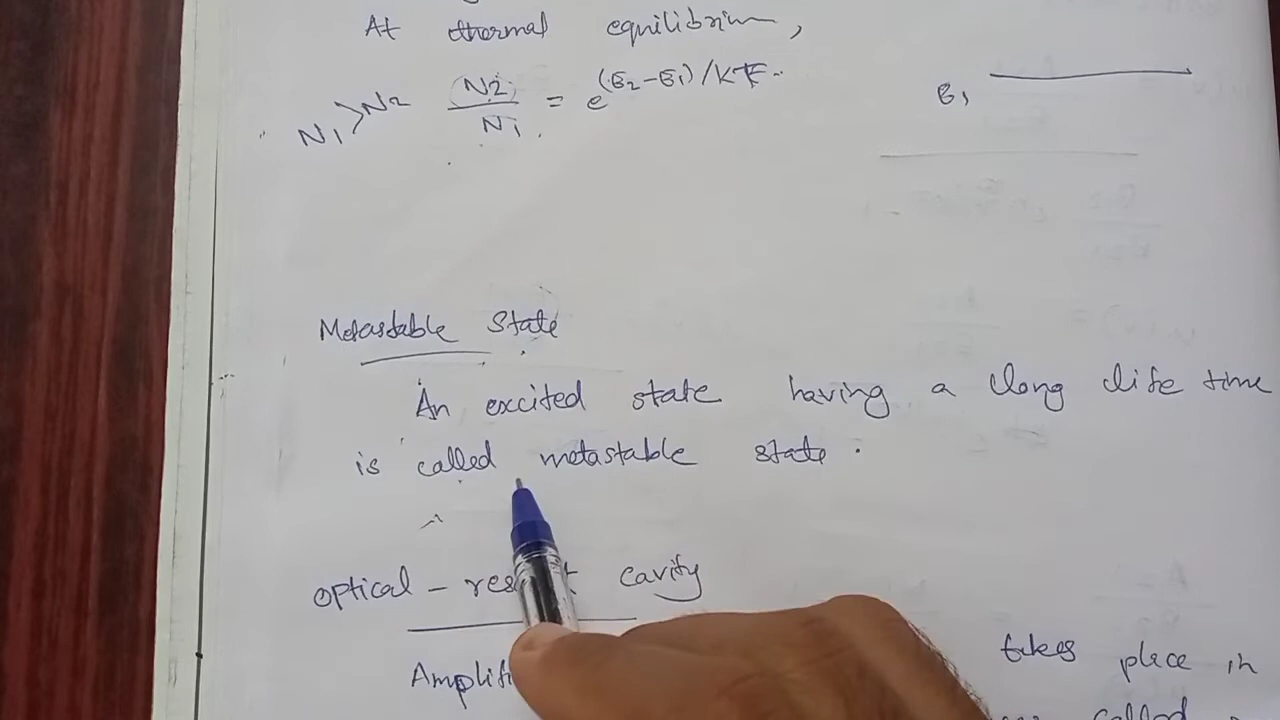 At thermal equilibrium,
N1 > N2 N2/N1 = e^(E2-E1)/KT
E1
Metastable State
An excited state having a long life time
is called metastable state.
optical - cavity
takes place in
called